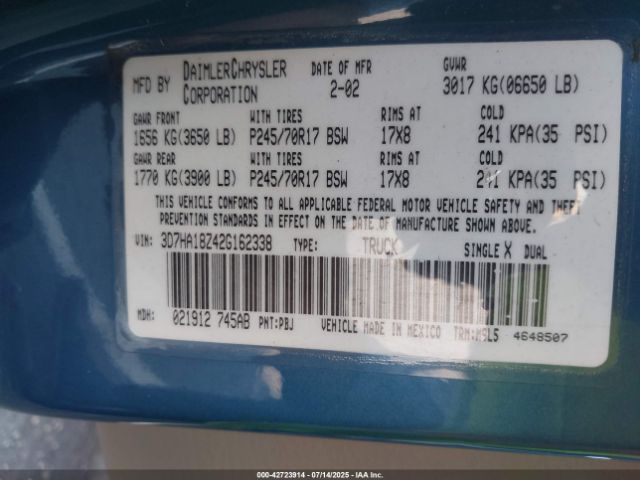 MFD BY DAIMLERCHRYSLER CORPORATION DATE OF MFR 2-02 GVWR 3017 KG(06650 LB)
GAWR FRONT WITH TIRES RIMS AT COLD
1656 KG(3650 LB) P245/70R17 BSW 17X8 241 KPA(35 PSI)
GAWR REAR WITH TIRES RIMS AT COLD
1770 KG(3900 LB) P245/70R17 BSW 17X8 241 KPA(35 PSI)
THIS VEHICLE CONFORMS TO ALL APPLICABLE FEDERAL MOTOR VEHICLE SAFETY AND THEFT
PREVENTION STANDARDS IN EFFECT ON THE DATE OF MANUFACTURE SHOWN ABOVE.
VIN: 3D7HA18Z42G162338 TYPE: TRUCK SINGLE X DUAL
MDH: 021912 745AB PNT:PBJ VEHICLE MADE IN MEXICO TRM:MSL5 4648507
000-42723914 07/14/2025 IAA Inc.